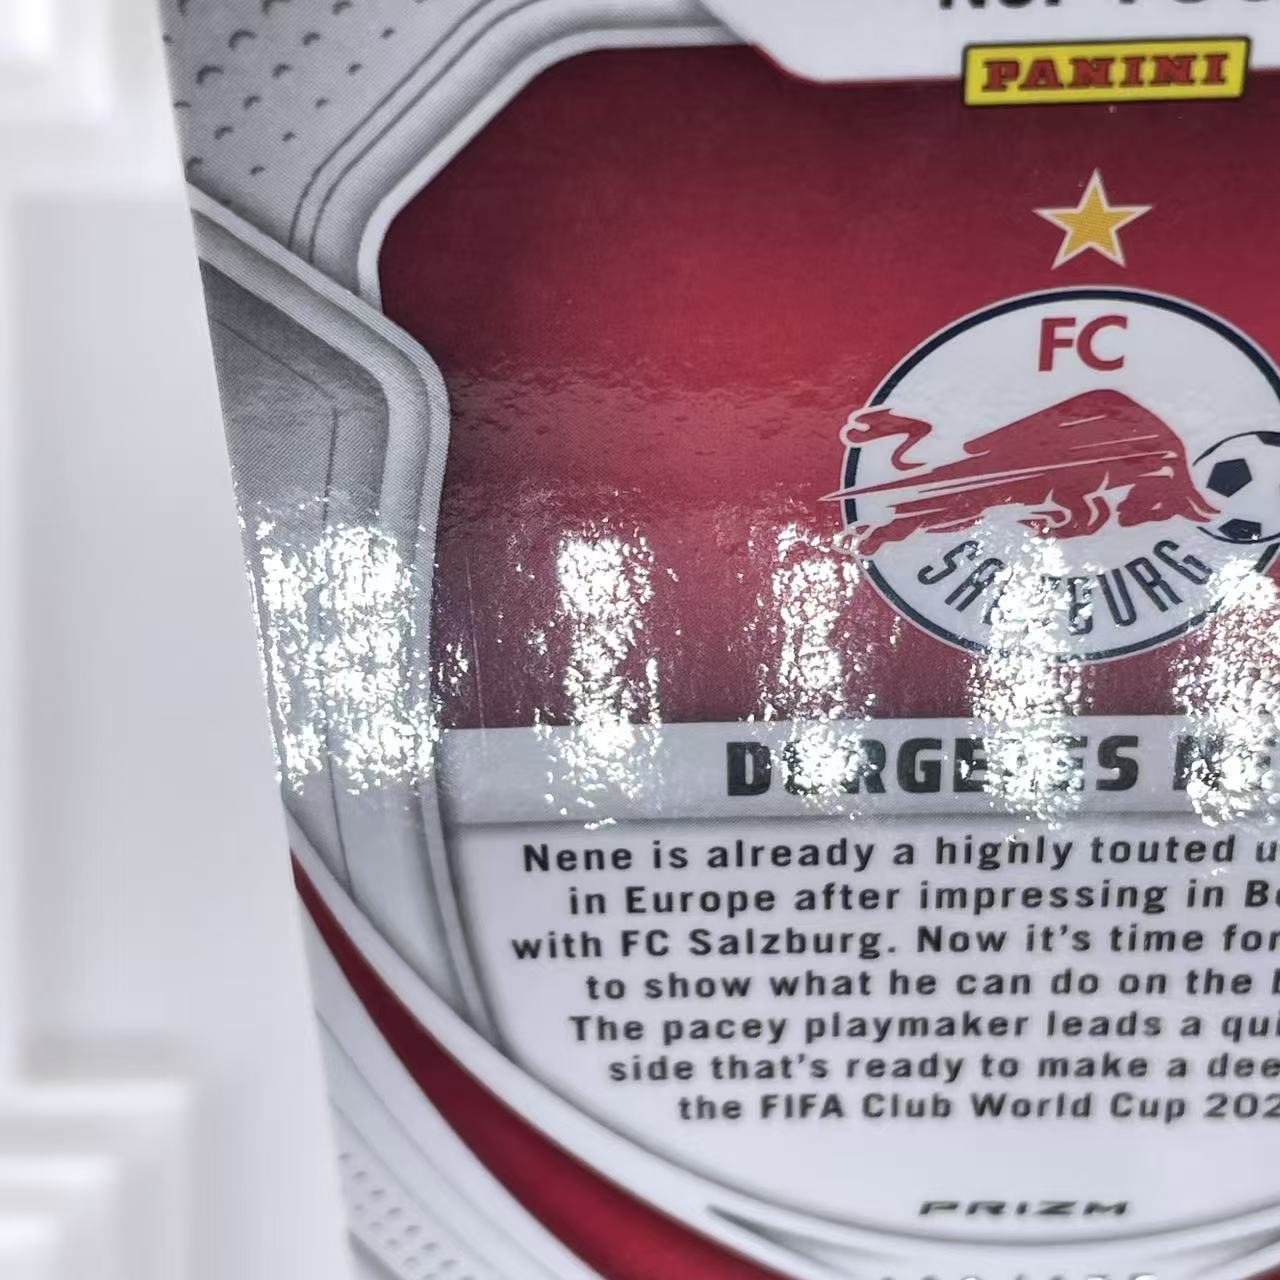 PANINI
FC
SALZBURG
Nene is already a highly touted
in Europe after impressing in
with FC Salzburg. Now it's time for
to show what he can do on the
The pacey playmaker leads a
side that's ready to make a
the FIFA Club World Cup
PRIZM